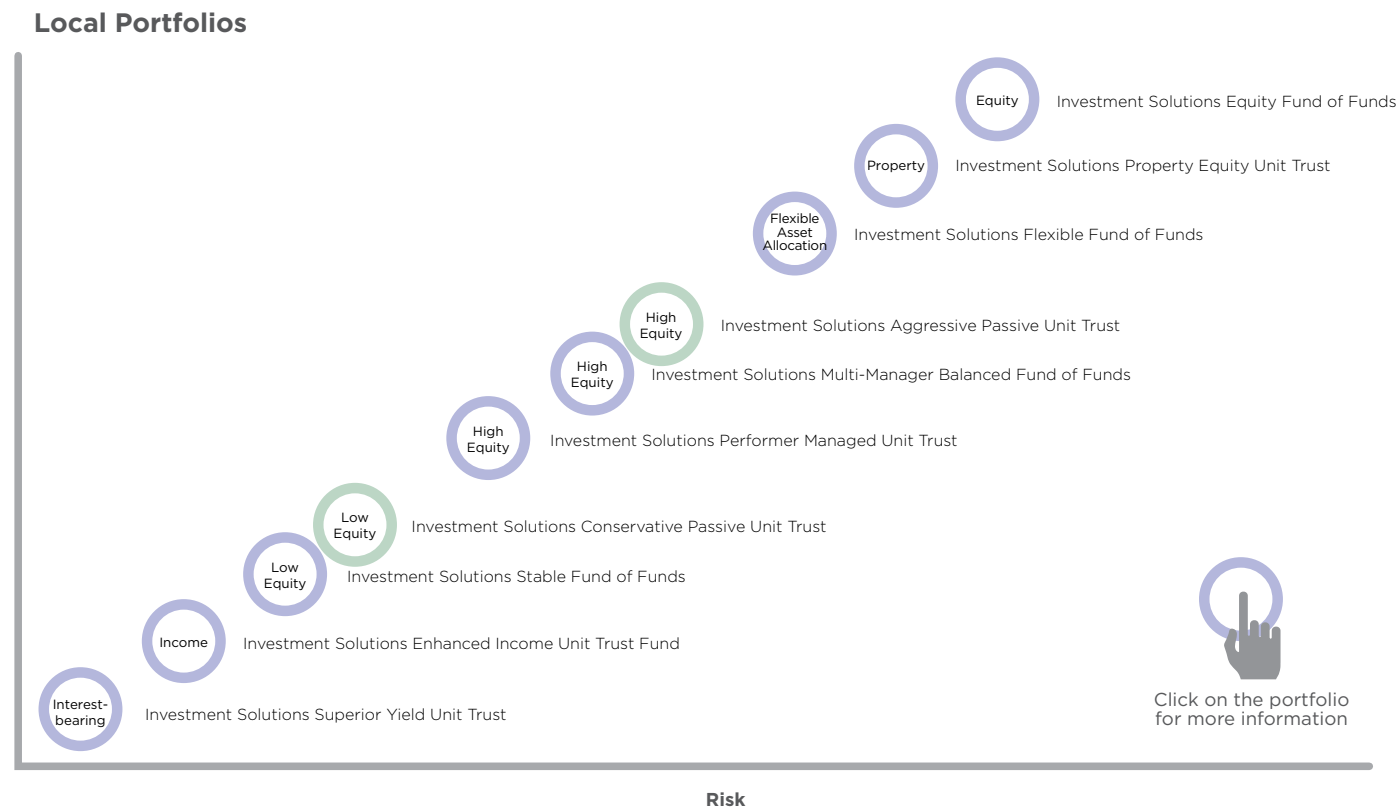 Local Portfolios
Equity
Investment Solutions Equity Fund of Funds
Property
Investment Solutions Property Equity Unit Trust
Flexible
Asset
Allocation
Investment Solutions Flexible Fund of Funds
High
Equity
Investment Solutions Aggressive Passive Unit Trust
High
Equity
Investment Solutions Multi-Manager Balanced Fund of Funds
High
Equity
Investment Solutions Performer Managed Unit Trust
Low
Equity
Investment Solutions Conservative Passive Unit Trust
Low
Equity
Investment Solutions Stable Fund of Funds
Income
Investment Solutions Enhanced Income Unit Trust Fund
Interest-
bearing
Investment Solutions Superior Yield Unit Trust
Click on the portfolio
for more information
Risk